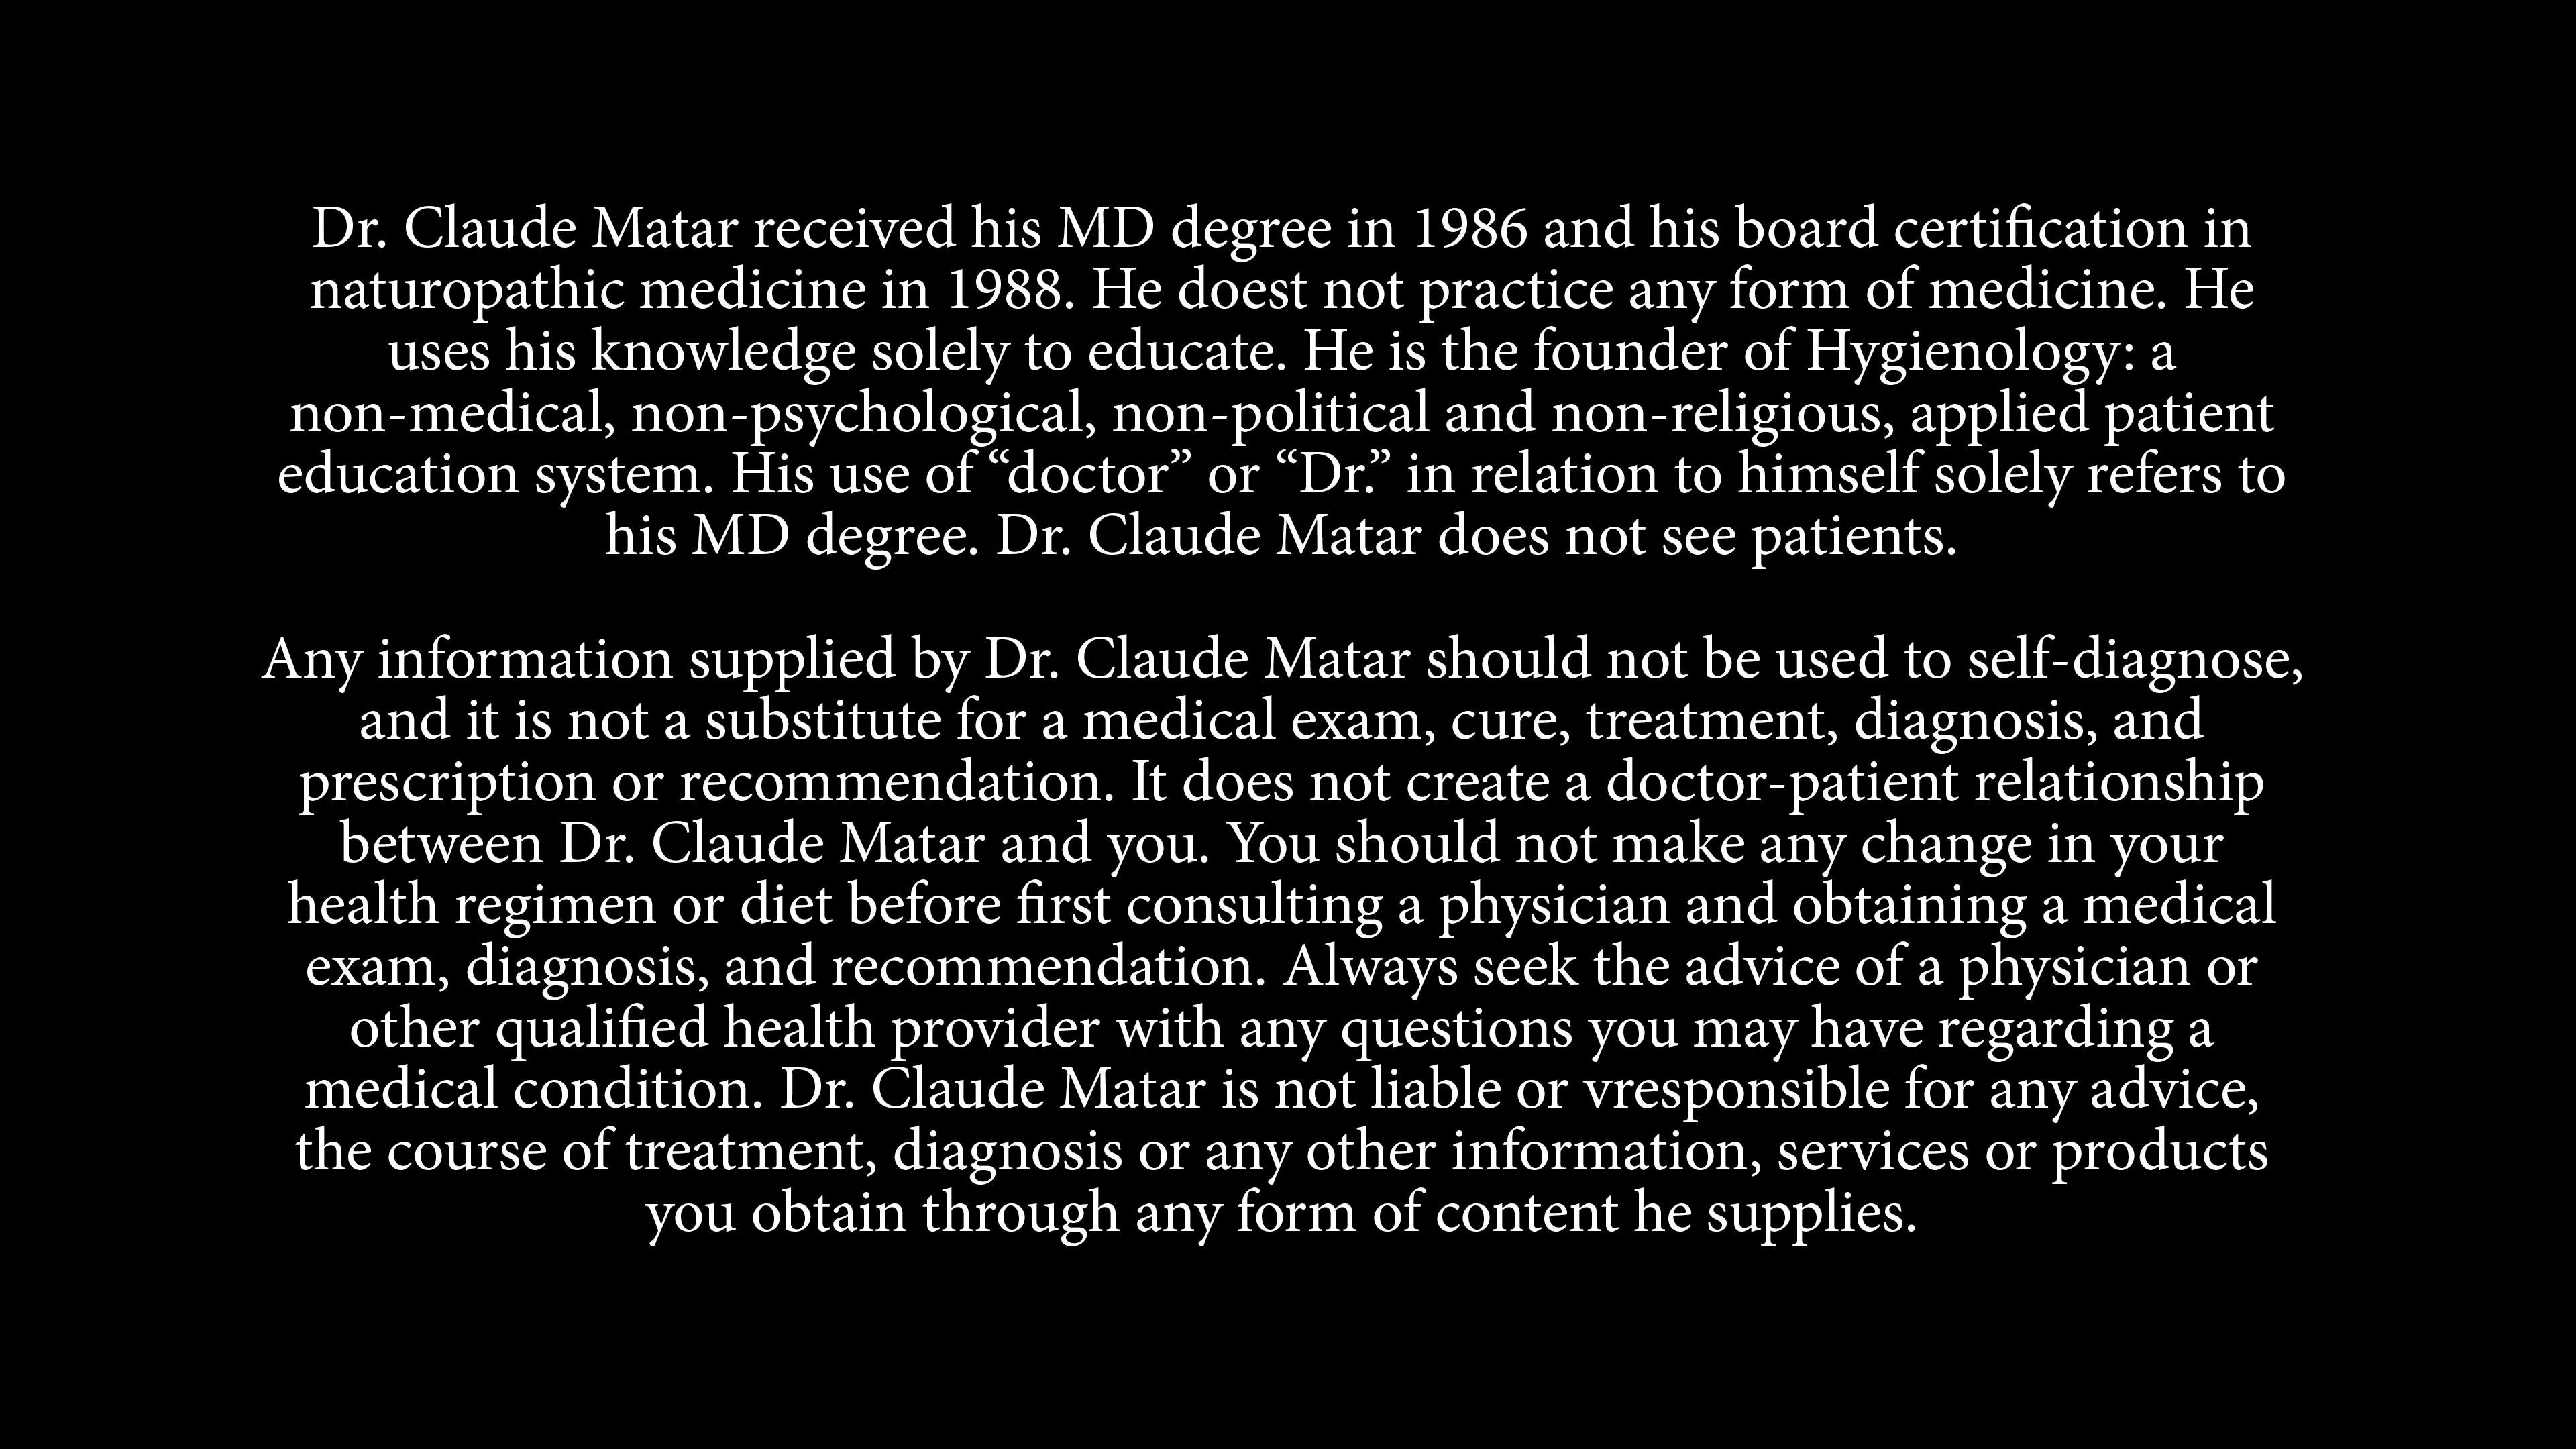 Dr. Claude Matar received his MD degree in 1986 and his board certification in
naturopathic medicine in 1988. He doest not practice any form of medicine. He
uses his knowledge solely to educate. He is the founder of Hygienology: a
non-medical, non-psychological, non-political and non-religious, applied patient
education system. His use of “doctor” or “Dr.” in relation to himself solely refers to
his MD degree. Dr. Claude Matar does not see patients.
Any information supplied by Dr. Claude Matar should not be used to self-diagnose,
and it is not a substitute for a medical exam, cure, treatment, diagnosis, and
prescription or recommendation. It does not create a doctor-patient relationship
between Dr. Claude Matar and you. You should not make any change in your
health regimen or diet before first consulting a physician and obtaining a medical
exam, diagnosis, and recommendation. Always seek the advice of a physician or
other qualified health provider with any questions you may have regarding a
medical condition. Dr. Claude Matar is not liable or vresponsible for any advice,
the course of treatment, diagnosis or any other information, services or products
you obtain through any form of content he supplies.